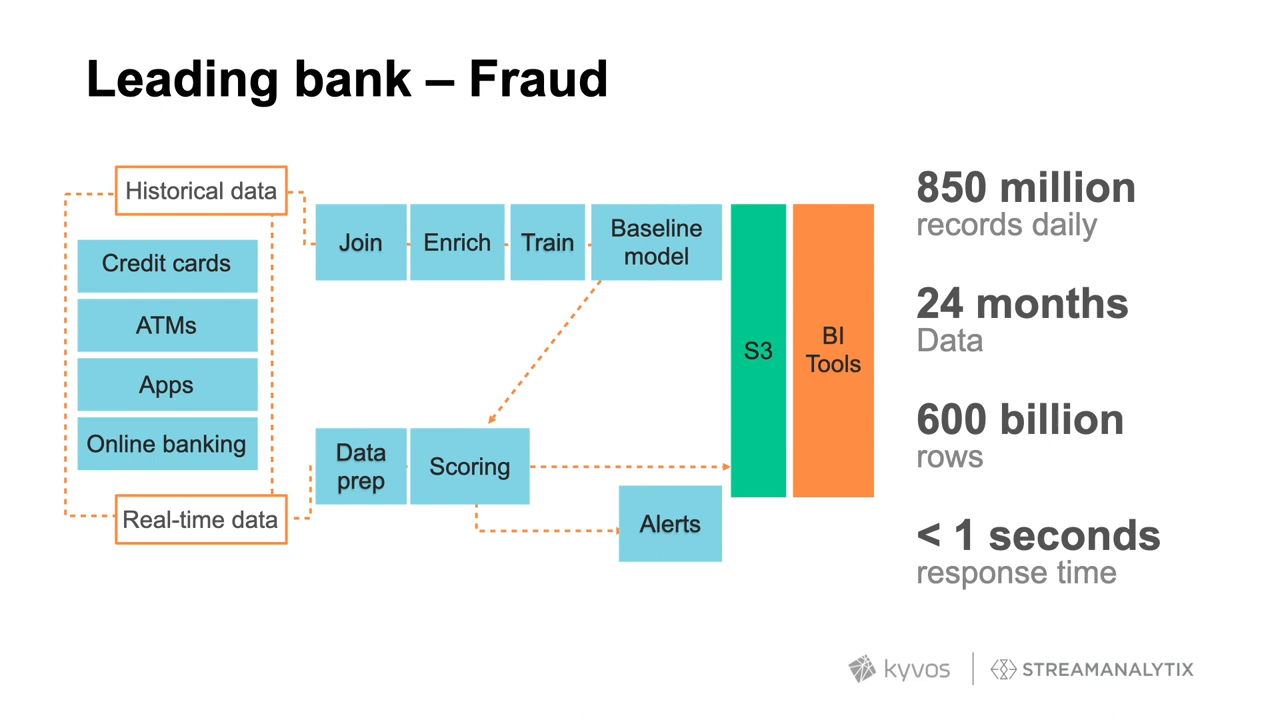 Leading bank – Fraud
Historical data
Credit cards
ATMs
Apps
Online banking
Real-time data
Join
Enrich
Train
Baseline
model
Data
prep
Scoring
Alerts
S3
BI
Tools
850 million
records daily
24 months
Data
600 billion
rows
< 1 seconds
response time
kyvos
STREAMANALYTIX